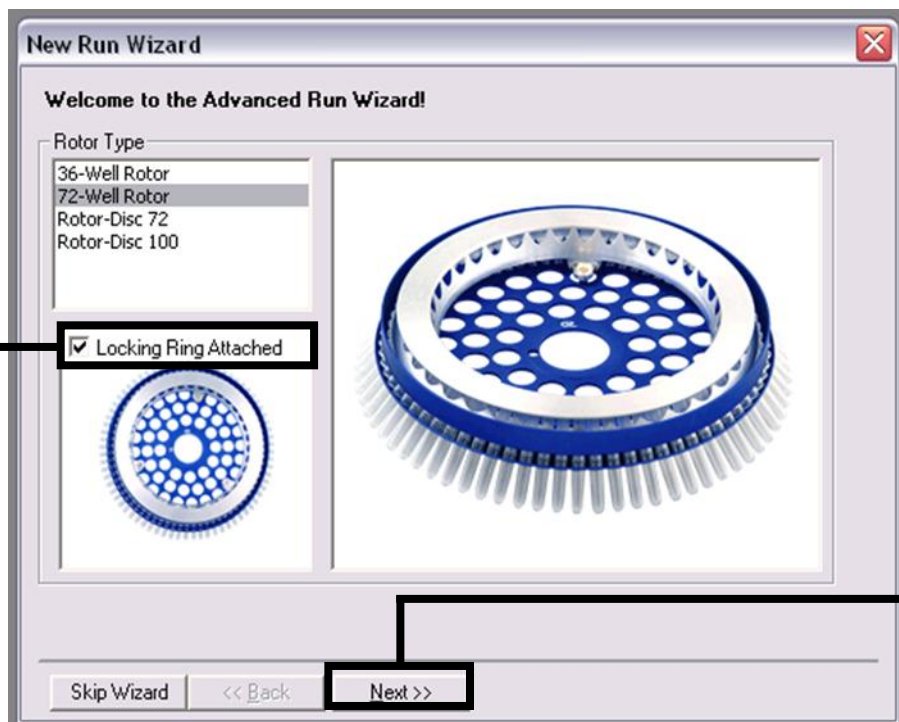 New Run Wizard
Welcome to the Advanced Run Wizard!
Rotor Type
36-Well Rotor
72-Well Rotor
Rotor-Disc 72
Rotor-Disc 100
Locking Ring Attached
Skip Wizard
<< Back
Next >>